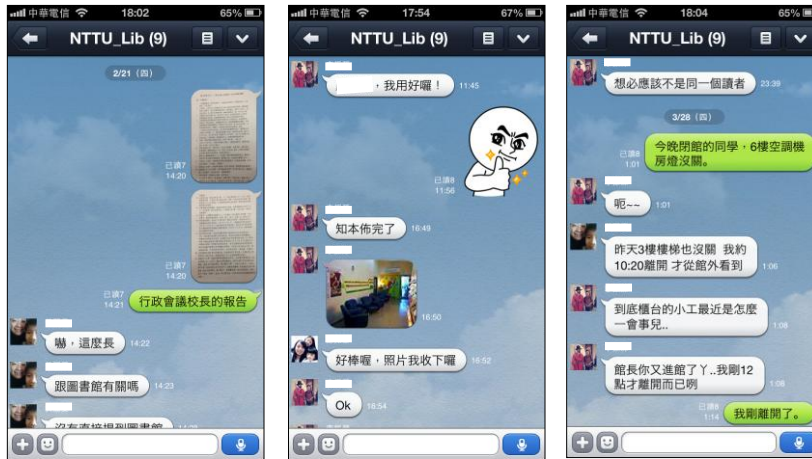 中華電信 18:02 65%
NTTU_Lib (9)
2/21 (四)
已讀7
14:20
已讀7
14:20
已讀7
14:21
行政會議校長的報告
嚇，這麼長 14:22
跟圖書館有關嗎 14:23
沒有直接提到圖書館
中華電信 17:54 67%
NTTU_Lib (9)
，我用好囉！ 11:45
已讀8
11:56
知本佈完了 16:49
16:50
好棒喔，照片我收下囉 16:52
Ok 16:54
中華電信 18:04 65%
NTTU_Lib (9)
想必應該不是同一個讀者 23:39
3/28 (四)
今晚閉館的同學，6樓空調機
房燈沒關。
已讀8
1:01
呃~~ 1:01
昨天3樓樓梯也沒關 我約
10:20離開 才從館外看到 1:06
到底櫃台的小工最近是怎麼
一會事兒.. 1:08
館長你又進館了丫..我剛12
點才離開而已咧 1:08
已讀8
1:14
我剛離開了。